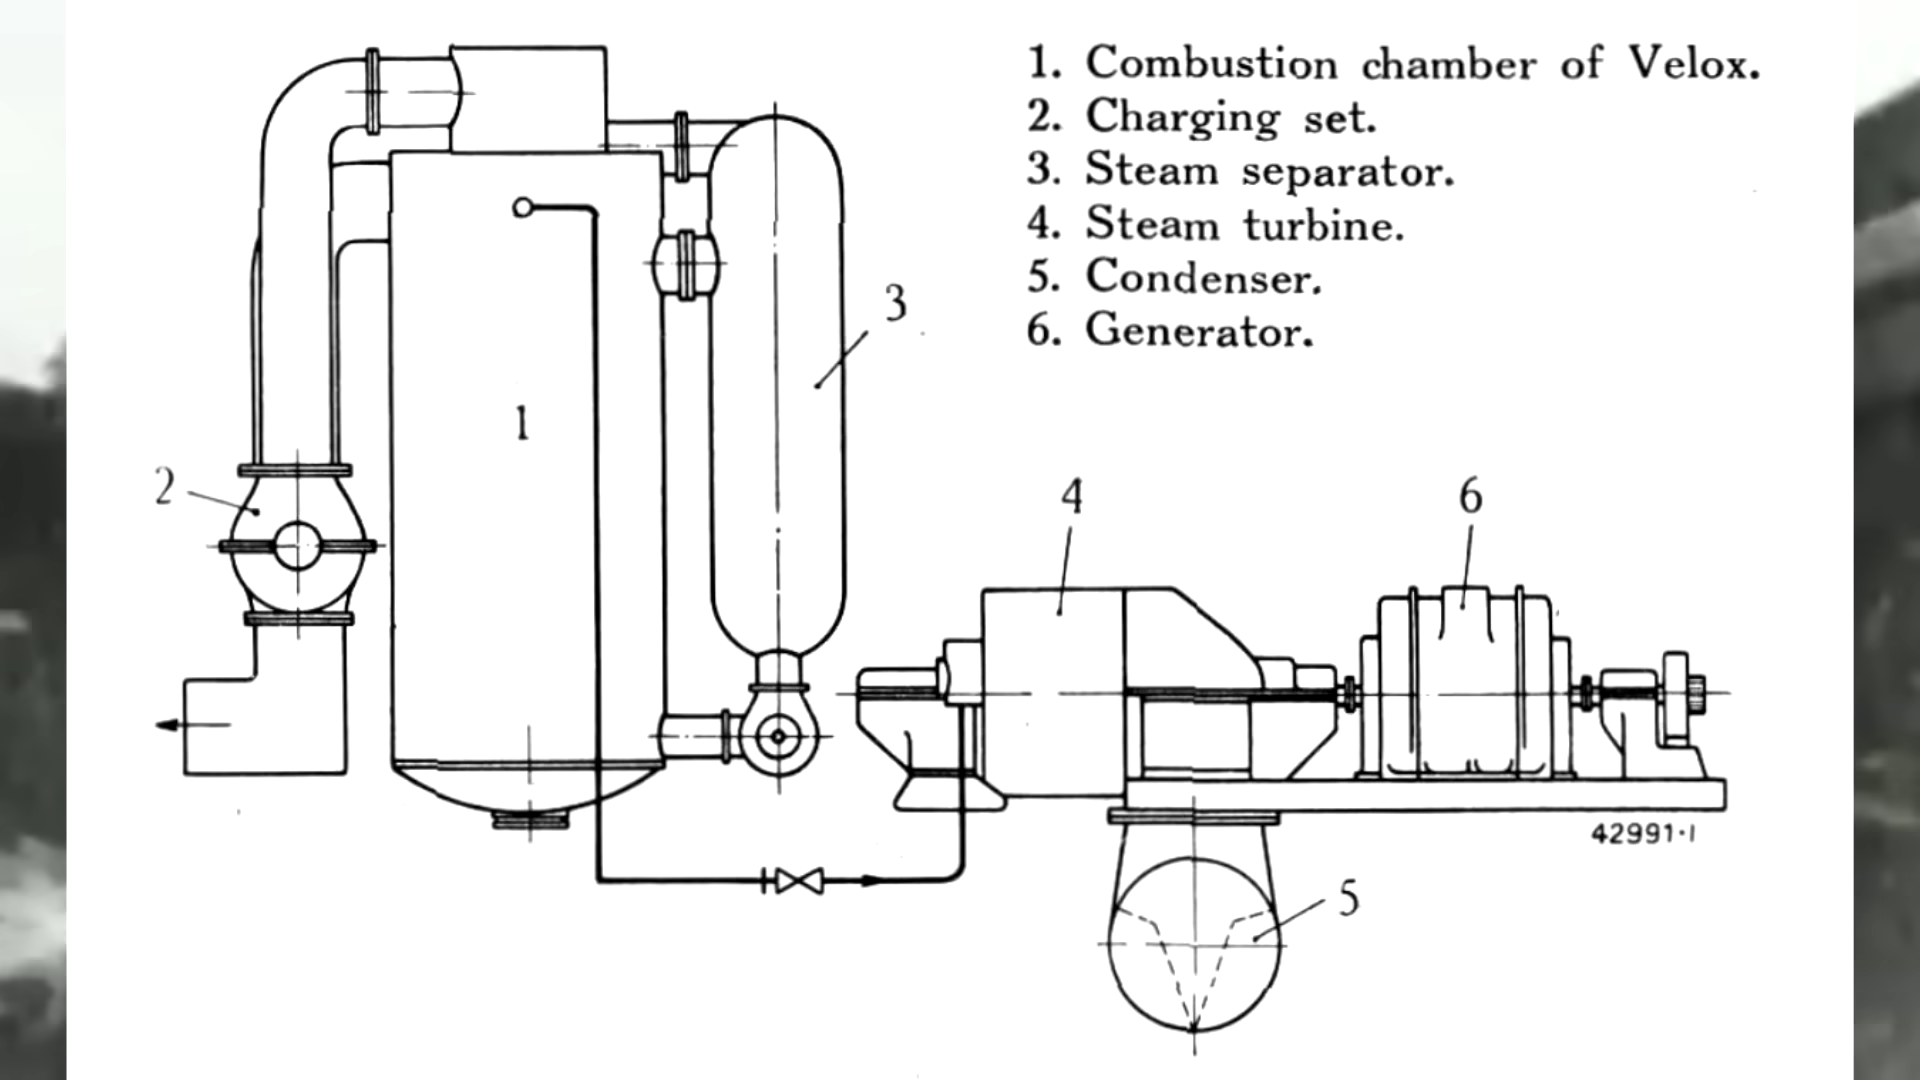 1. Combustion chamber of Velox.
2. Charging set.
3. Steam separator.
4. Steam turbine.
5. Condenser.
6. Generator.
1
2
3
4
5
6
42991·1